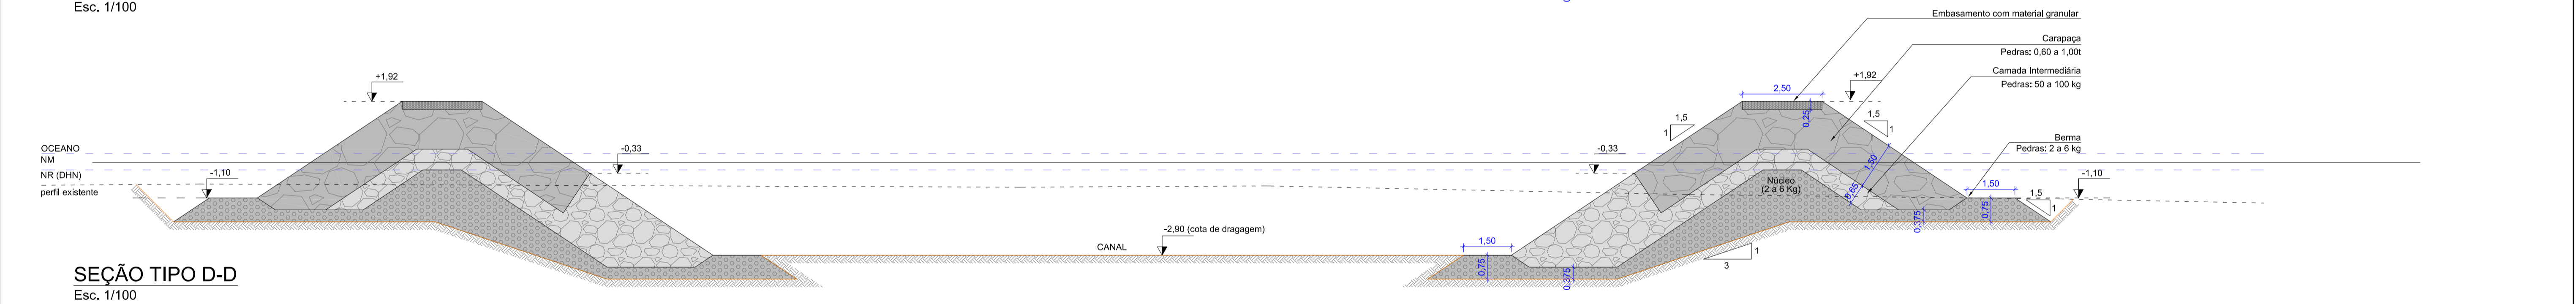 Esc. 1/100
Embasamento com material granular
Carapaça
Pedras: 0,60 a 1,00t
Camada Intermediária
Pedras: 50 a 100 kg
+1,92
+1,92
2,50
0,25
1,5
1
1,5
1
Berma
Pedras: 2 a 6 kg
OCEANO
NM
NR (DHN)
perfil existente
-0,33
-0,33
-1,10
-1,10
1,50
0,65
Núcleo
(2 a 6 Kg)
1,50
0,75
0,375
1,5
1
-2,90 (cota de dragagem)
CANAL
1,50
0,75
0,375
1
3
SEÇÃO TIPO D-D
Esc. 1/100